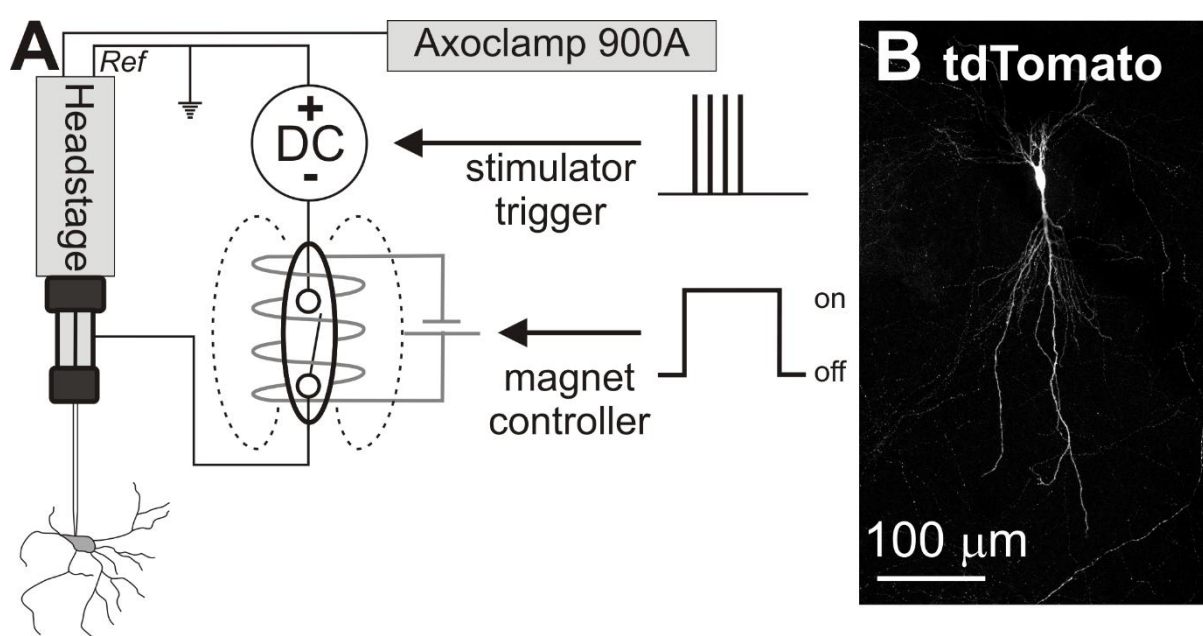 A
Ref
Axoclamp 900A
Headstage
+
DC
-
stimulator
trigger
magnet
controller
on
off
B tdTomato
100 μm